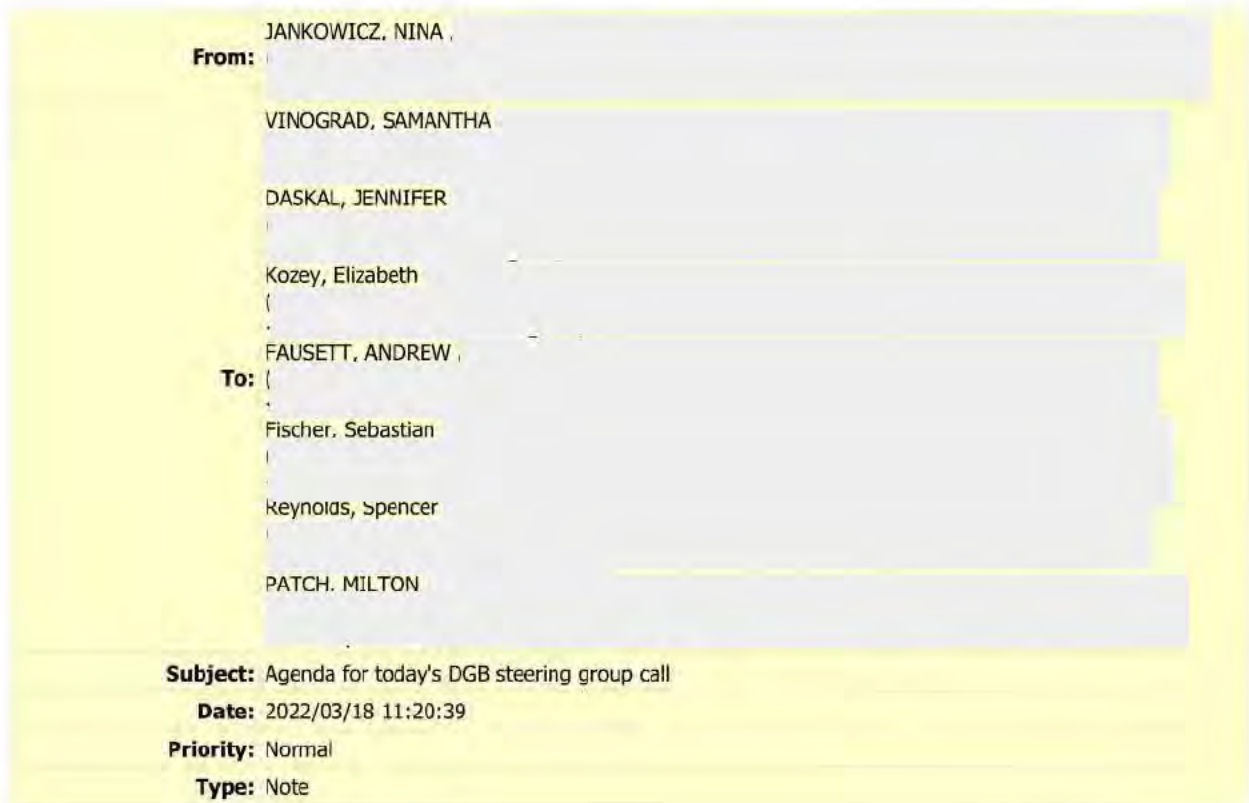 JANKOWICZ, NINA
From:
VINOGRAD, SAMANTHA
DASKAL, JENNIFER
Kozey, Elizabeth
(
FAUSETT, ANDREW
To: (
Fischer, Sebastian
Reynolds, Spencer
PATCH. MILTON
Subject: Agenda for today's DGB steering group call
Date: 2022/03/18 11:20:39
Priority: Normal
Type: Note